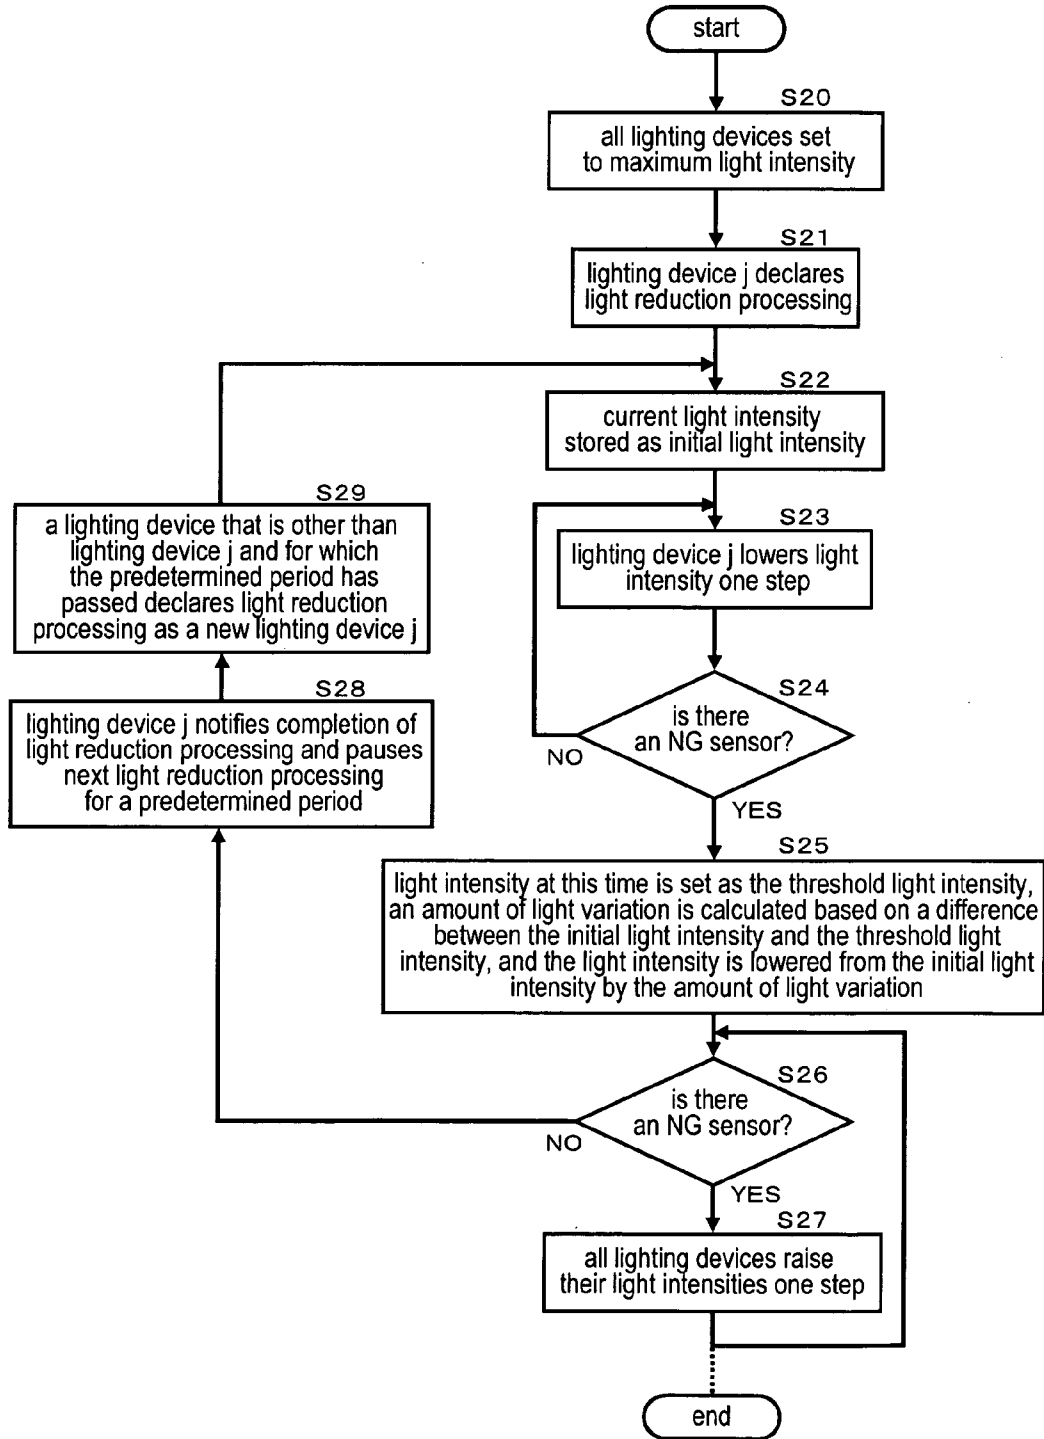 start
S20
all lighting devices set
to maximum light intensity
S21
lighting device j declares
light reduction processing
S22
current light intensity
stored as initial light intensity
S23
lighting device j lowers light
intensity one step
S24
is there
an NG sensor?
NO
YES
S25
light intensity at this time is set as the threshold light intensity,
an amount of light variation is calculated based on a difference
between the initial light intensity and the threshold light
intensity, and the light intensity is lowered from the initial light
intensity by the amount of light variation
S26
is there
an NG sensor?
NO
YES
S27
all lighting devices raise
their light intensities one step
end
S28
lighting device j notifies completion of
light reduction processing and pauses
next light reduction processing
for a predetermined period
S29
a lighting device that is other than
lighting device j and for which
the predetermined period has
passed declares light reduction
processing as a new lighting device j